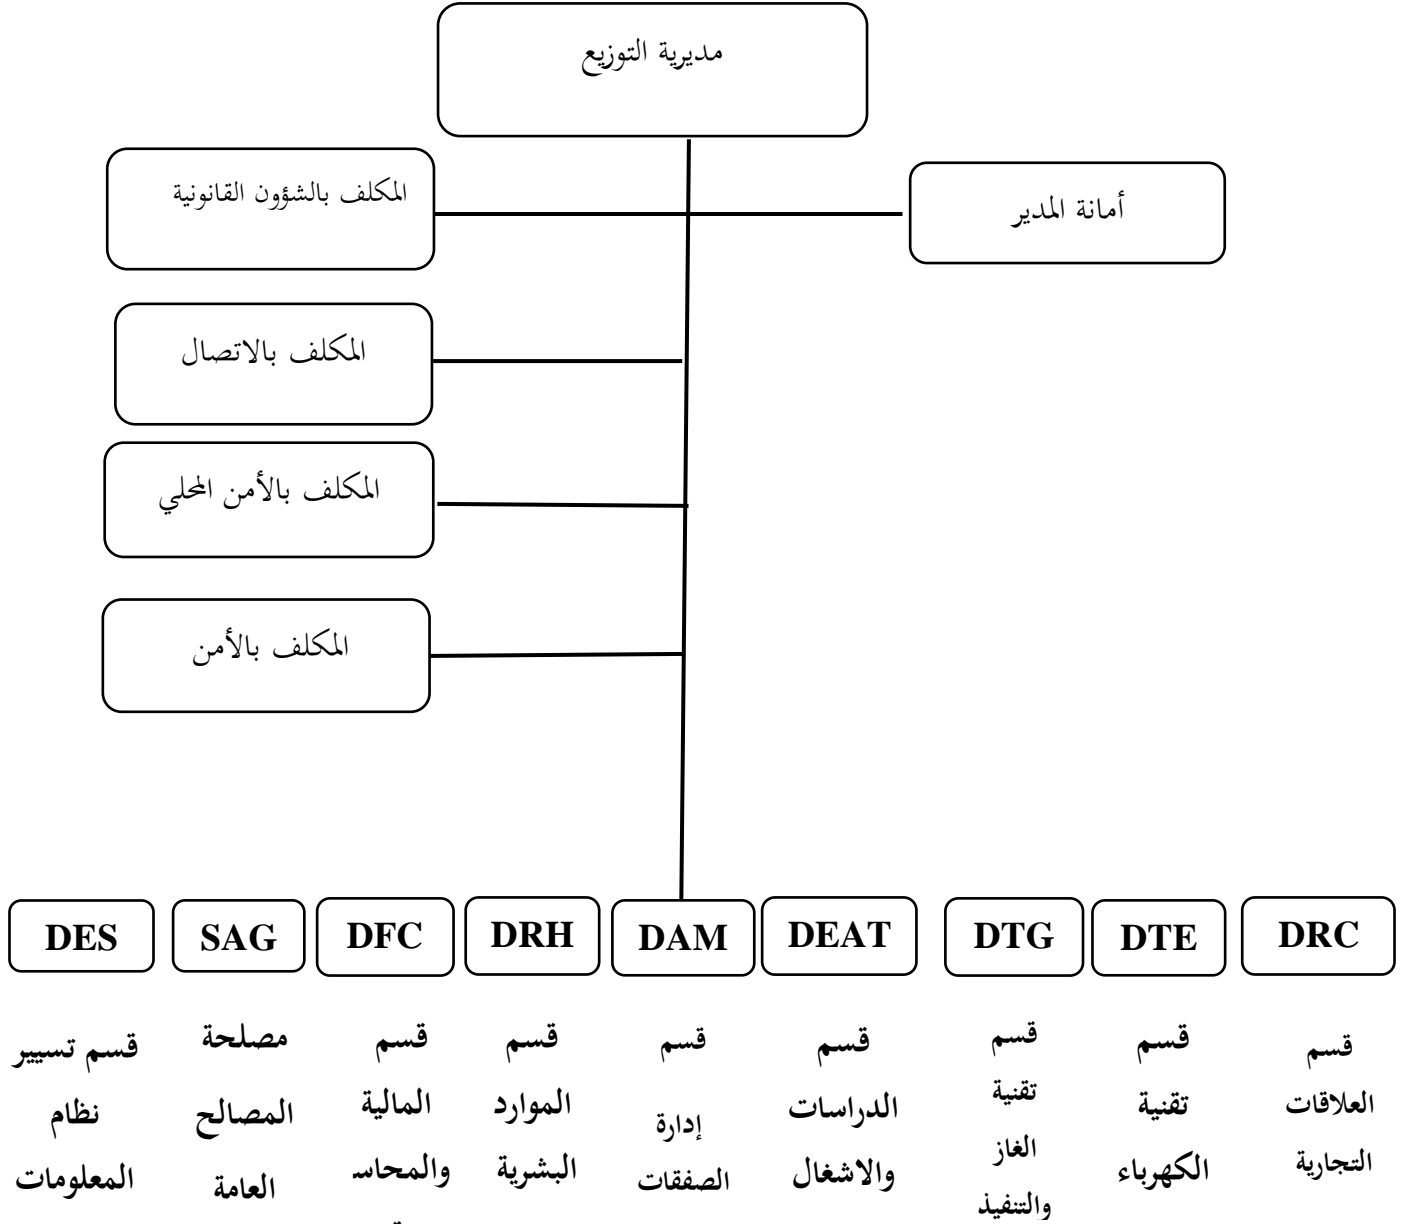 مديرية التوزيع
أمانة المدير
المكلف بالشؤون القانونية
المكلف بالاتصال
المكلف بالأمن المحلي
المكلف بالأمن
DRC
DTE
DTG
DEAT
DAM
DRH
DFC
SAG
DES
قسم
العلاقات
التجارية
قسم
تقنية
الكهرباء
قسم
تقنية
الغاز
والتنفيذ
قسم
الدراسات
والاشغال
قسم
إدارة
الصفقات
قسم
الموارد
البشرية
قسم
المالية
والمحاسـ
مصلحة
المصالح
العامة
قسم تسيير
نظام
المعلومات